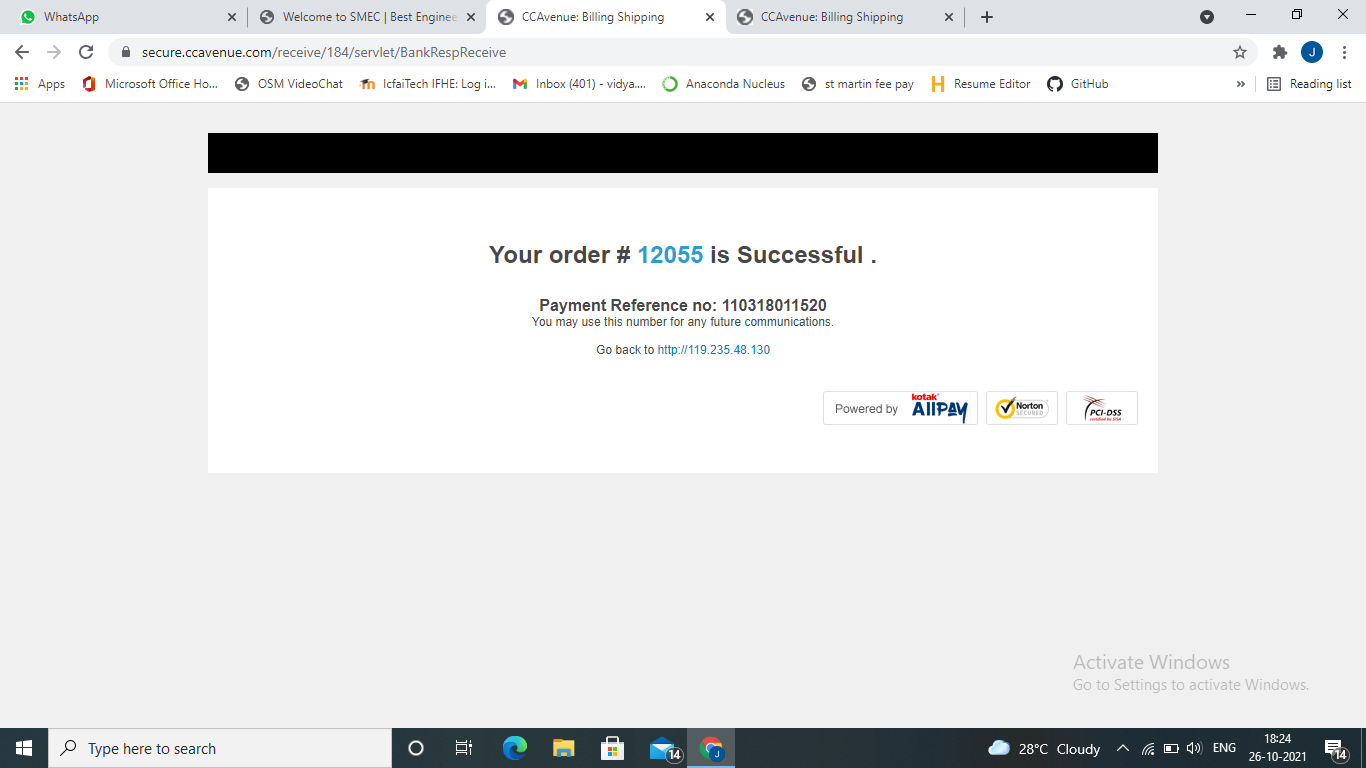 WhatsApp
Welcome to SMEC | Best Enginee
CCAvenue: Billing Shipping
CCAvenue: Billing Shipping
secure.ccavenue.com/receive/184/servlet/BankRespReceive
J
Apps
Microsoft Office Ho...
OSM VideoChat
IcfaiTech IFHE: Log i...
Inbox (401) - vidya....
Anaconda Nucleus
st martin fee pay
Resume Editor
GitHub
»
Reading list
Your order # 12055 is Successful .
Payment Reference no: 110318011520
You may use this number for any future communications.
Go back to http://119.235.48.130
Powered by kotak AllPAY
Norton
SECURED
PCI-DSS
certified by SISA
Activate Windows
Go to Settings to activate Windows.
Type here to search
14
J
28°C Cloudy
ENG
18:24
26-10-2021
14